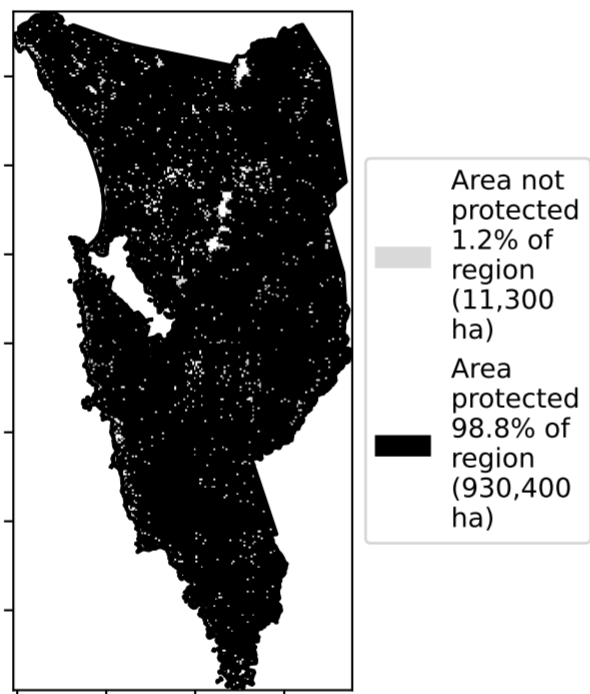 Area not
protected
1.2% of
region
(11,300
ha)
Area
protected
98.8% of
region
(930,400
ha)